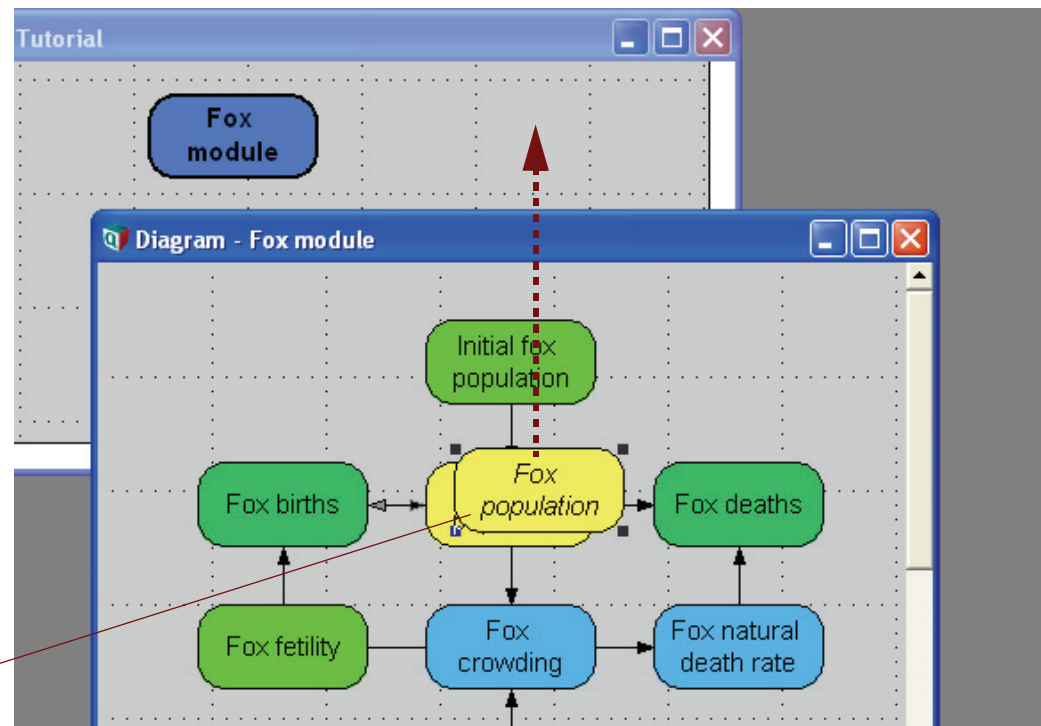 Tutorial
Fox
module
Diagram - Fox module
Initial fox
population
Fox births
Fox
population
Fox deaths
Fox fetility
Fox
crowding
Fox natural
death rate